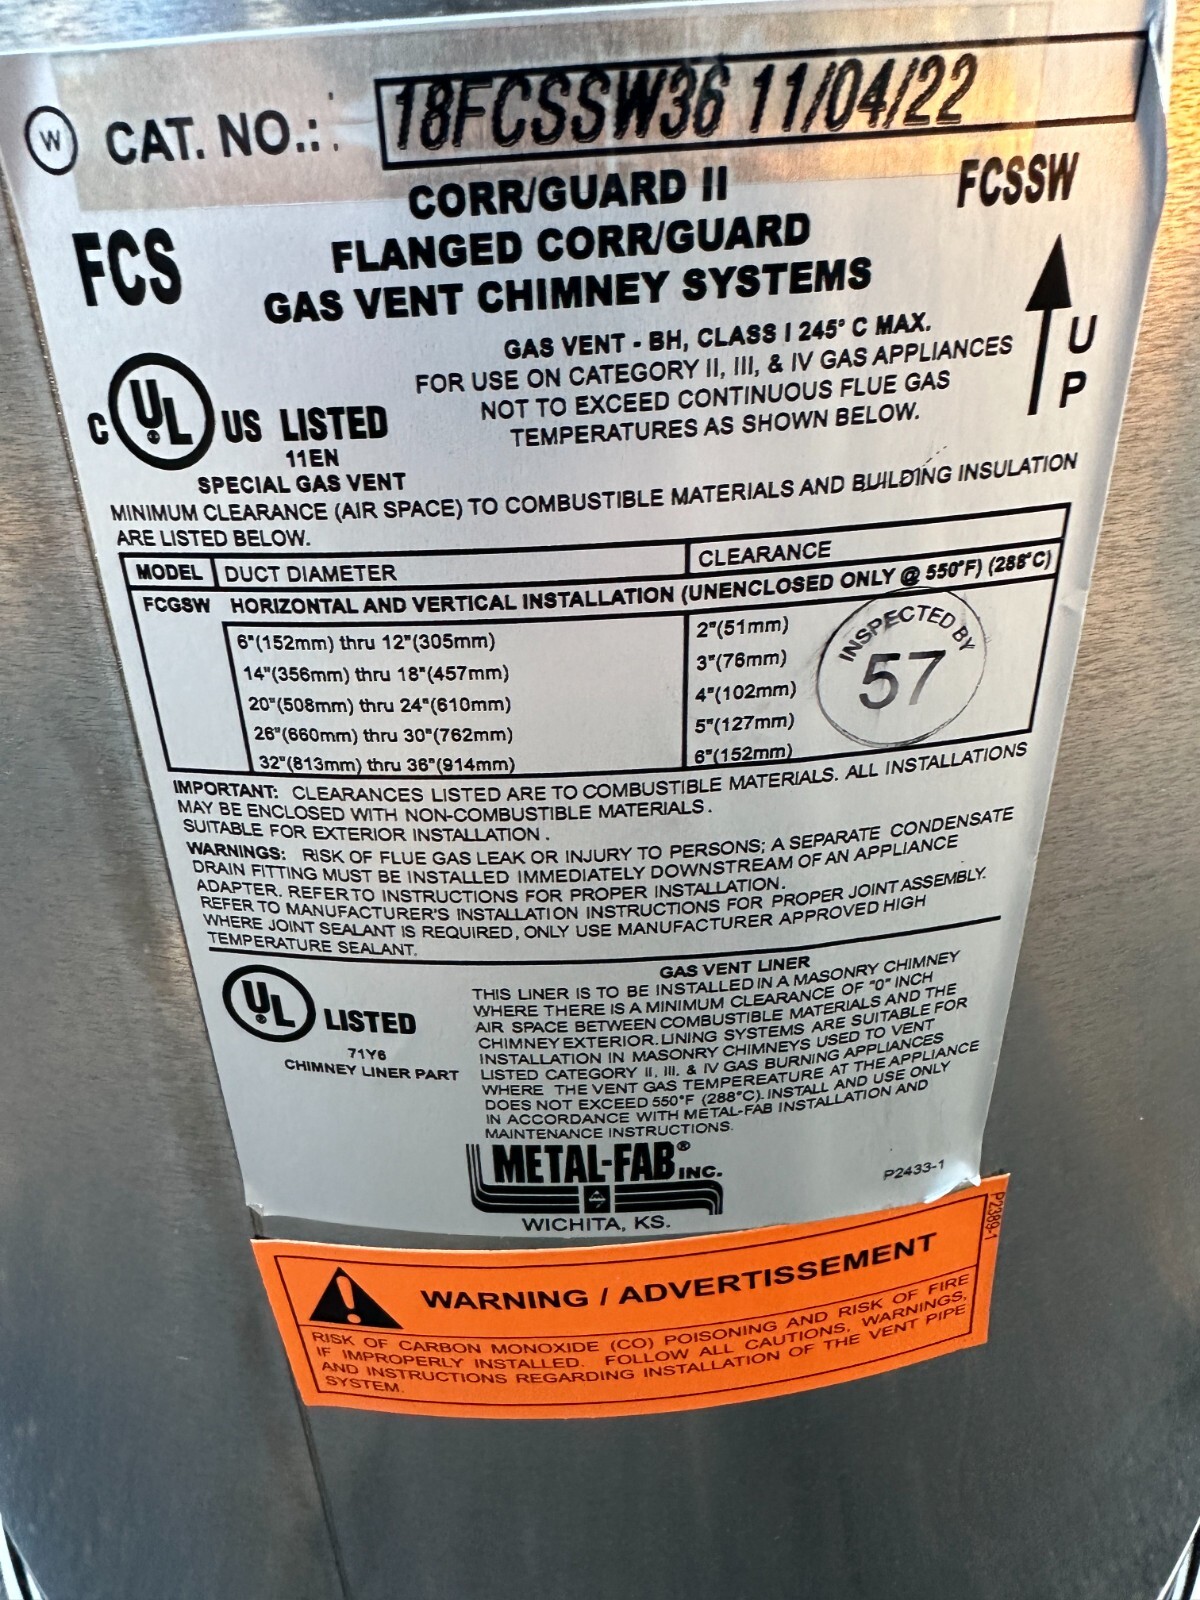 W CAT. NO.: 18FCSSW36 11/04/22
CORR/GUARD II
FCSSW
FCS
FLANGED CORR/GUARD
GAS VENT CHIMNEY SYSTEMS
UP
GAS VENT - BH, CLASS I 245° C MAX.
FOR USE ON CATEGORY II, III, & IV GAS APPLIANCES
NOT TO EXCEED CONTINUOUS FLUE GAS
TEMPERATURES AS SHOWN BELOW.
C UL US LISTED
11EN
SPECIAL GAS VENT
MINIMUM CLEARANCE (AIR SPACE) TO COMBUSTIBLE MATERIALS AND BUILDING INSULATION
ARE LISTED BELOW.
MODEL DUCT DIAMETER CLEARANCE
FCGSW HORIZONTAL AND VERTICAL INSTALLATION (UNENCLOSED ONLY @ 550°F) (288°C)
6"(152mm) thru 12"(305mm) 2"(51mm)
14"(356mm) thru 18"(457mm) 3"(76mm)
20"(508mm) thru 24"(610mm) 4"(102mm)
26"(660mm) thru 30"(762mm) 5"(127mm)
32"(813mm) thru 36"(914mm) 6"(152mm)
INSPECTED BY
57
IMPORTANT: CLEARANCES LISTED ARE TO COMBUSTIBLE MATERIALS. ALL INSTALLATIONS
MAY BE ENCLOSED WITH NON-COMBUSTIBLE MATERIALS.
SUITABLE FOR EXTERIOR INSTALLATION.
WARNINGS: RISK OF FLUE GAS LEAK OR INJURY TO PERSONS; A SEPARATE CONDENSATE
DRAIN FITTING MUST BE INSTALLED IMMEDIATELY DOWNSTREAM OF AN APPLIANCE
ADAPTER. REFER TO INSTRUCTIONS FOR PROPER INSTALLATION.
REFER TO MANUFACTURER'S INSTALLATION INSTRUCTIONS FOR PROPER JOINT ASSEMBLY.
WHERE JOINT SEALANT IS REQUIRED, ONLY USE MANUFACTURER APPROVED HIGH
TEMPERATURE SEALANT.
UL LISTED
71Y6
CHIMNEY LINER PART
GAS VENT LINER
THIS LINER IS TO BE INSTALLED IN A MASONRY CHIMNEY
WHERE THERE IS A MINIMUM CLEARANCE OF "0" INCH
AIR SPACE BETWEEN COMBUSTIBLE MATERIALS AND THE
CHIMNEY EXTERIOR. LINING SYSTEMS ARE SUITABLE FOR
INSTALLATION IN MASONRY CHIMNEYS USED TO VENT
LISTED CATEGORY II, III, & IV GAS BURNING APPLIANCES
WHERE THE VENT GAS TEMPEREATURE AT THE APPLIANCE
DOES NOT EXCEED 550°F (288°C). INSTALL AND USE ONLY
IN ACCORDANCE WITH METAL-FAB INSTALLATION AND
MAINTENANCE INSTRUCTIONS.
METAL-FAB® INC.
WICHITA, KS.
P2433-1
P2389-1
WARNING / ADVERTISSEMENT
RISK OF CARBON MONOXIDE (CO) POISONING AND RISK OF FIRE
IF IMPROPERLY INSTALLED. FOLLOW ALL CAUTIONS, WARNINGS,
AND INSTRUCTIONS REGARDING INSTALLATION OF THE VENT PIPE
SYSTEM.